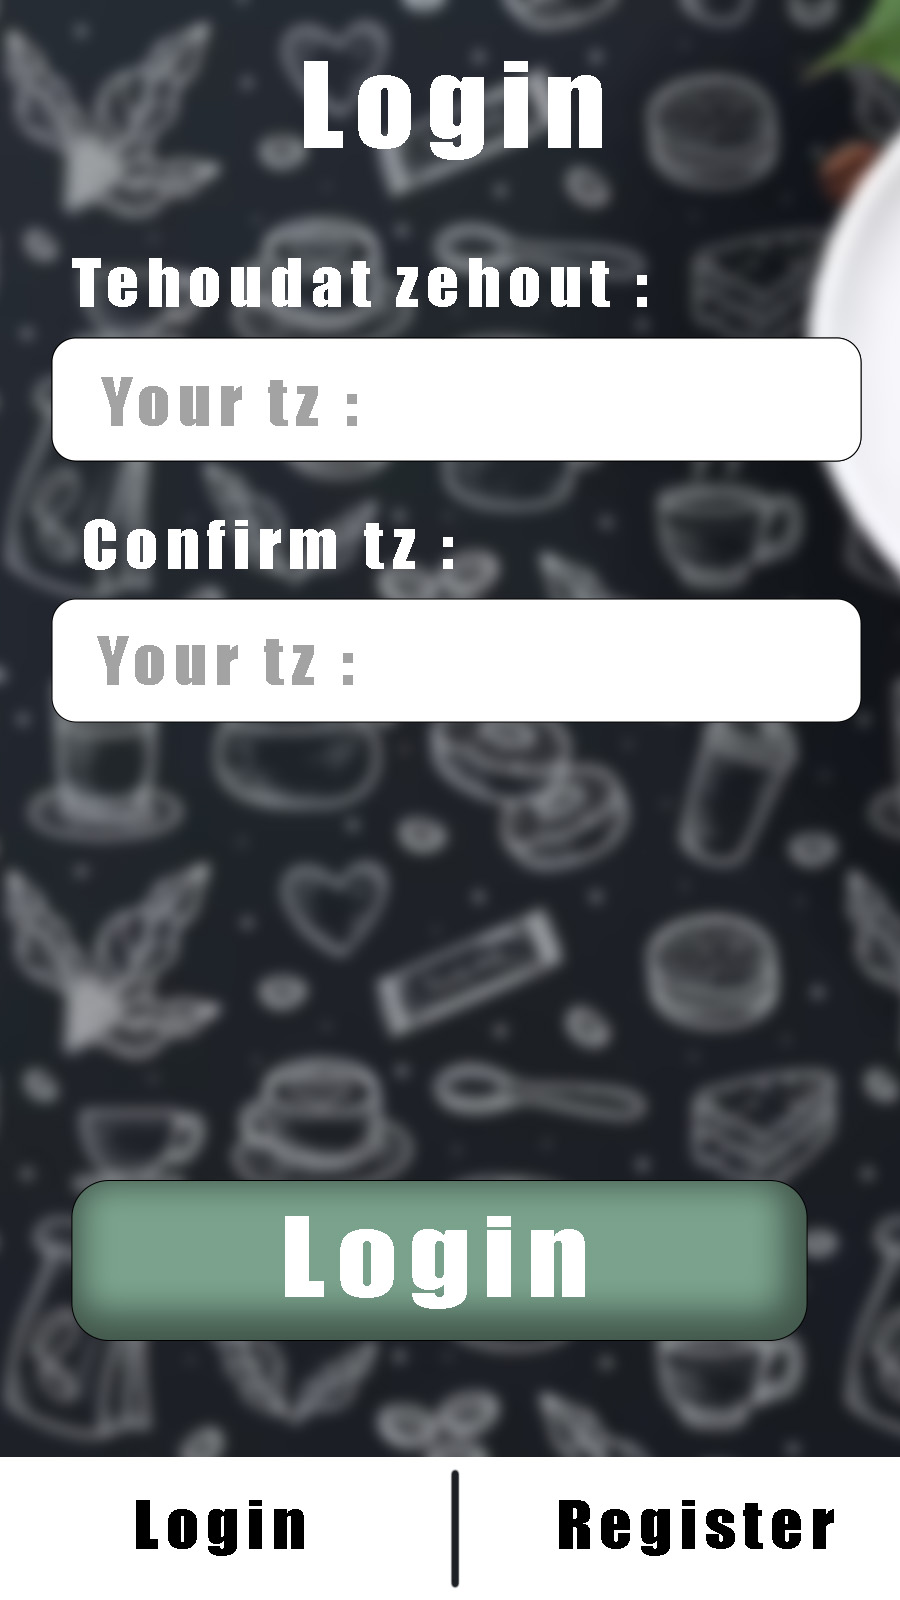 Login
Tehoudat zehout :
Your tz :
Confirm tz :
Your tz :
Login
Login
Register